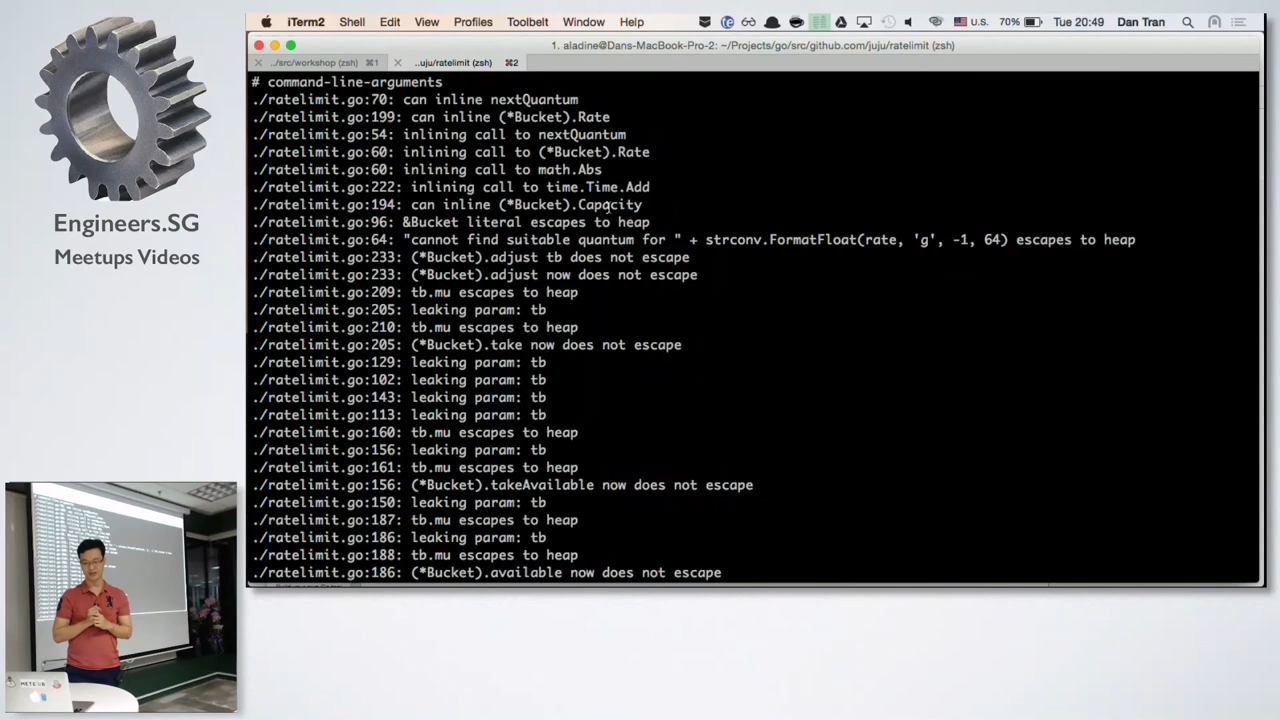 Engineers.SG
Meetups Videos
iTerm2 Shell Edit View Profiles Toolbelt Window Help U.S. 70% Tue 20:49 Dan Tran
1. aladine@Dans-MacBook-Pro-2: ~/Projects/go/src/github.com/juju/ratelimit (zsh)
../src/workshop (zsh) ⌘1 ..uju/ratelimit (zsh) ⌘2
# command-line-arguments
./ratelimit.go:70: can inline nextQuantum
./ratelimit.go:199: can inline (*Bucket).Rate
./ratelimit.go:54: inlining call to nextQuantum
./ratelimit.go:60: inlining call to (*Bucket).Rate
./ratelimit.go:60: inlining call to math.Abs
./ratelimit.go:222: inlining call to time.Time.Add
./ratelimit.go:194: can inline (*Bucket).Capacity
./ratelimit.go:96: &Bucket literal escapes to heap
./ratelimit.go:64: "cannot find suitable quantum for " + strconv.FormatFloat(rate, 'g', -1, 64) escapes to heap
./ratelimit.go:233: (*Bucket).adjust tb does not escape
./ratelimit.go:233: (*Bucket).adjust now does not escape
./ratelimit.go:209: tb.mu escapes to heap
./ratelimit.go:205: leaking param: tb
./ratelimit.go:210: tb.mu escapes to heap
./ratelimit.go:205: (*Bucket).take now does not escape
./ratelimit.go:129: leaking param: tb
./ratelimit.go:102: leaking param: tb
./ratelimit.go:143: leaking param: tb
./ratelimit.go:113: leaking param: tb
./ratelimit.go:160: tb.mu escapes to heap
./ratelimit.go:156: leaking param: tb
./ratelimit.go:161: tb.mu escapes to heap
./ratelimit.go:156: (*Bucket).takeAvailable now does not escape
./ratelimit.go:150: leaking param: tb
./ratelimit.go:187: tb.mu escapes to heap
./ratelimit.go:186: leaking param: tb
./ratelimit.go:188: tb.mu escapes to heap
./ratelimit.go:186: (*Bucket).available now does not escape